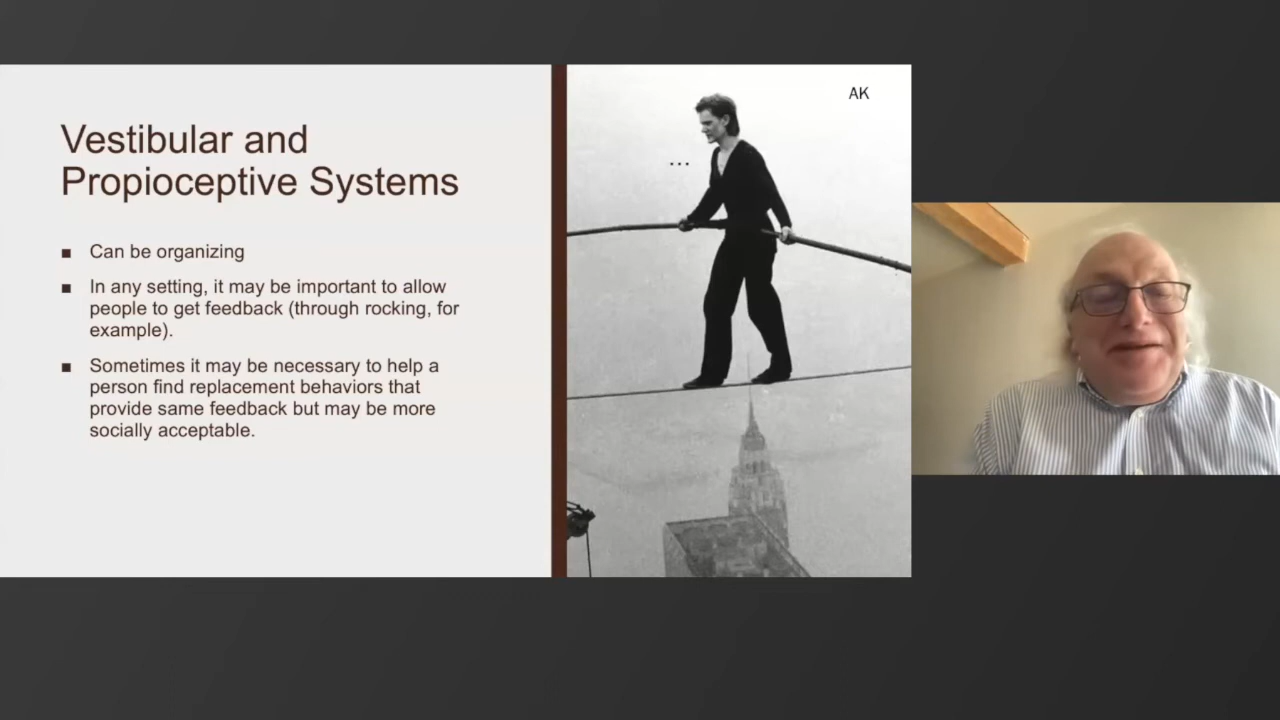 Vestibular and
Propioceptive Systems
■ Can be organizing
■ In any setting, it may be important to allow
people to get feedback (through rocking, for
example).
■ Sometimes it may be necessary to help a
person find replacement behaviors that
provide same feedback but may be more
socially acceptable.
AK
...